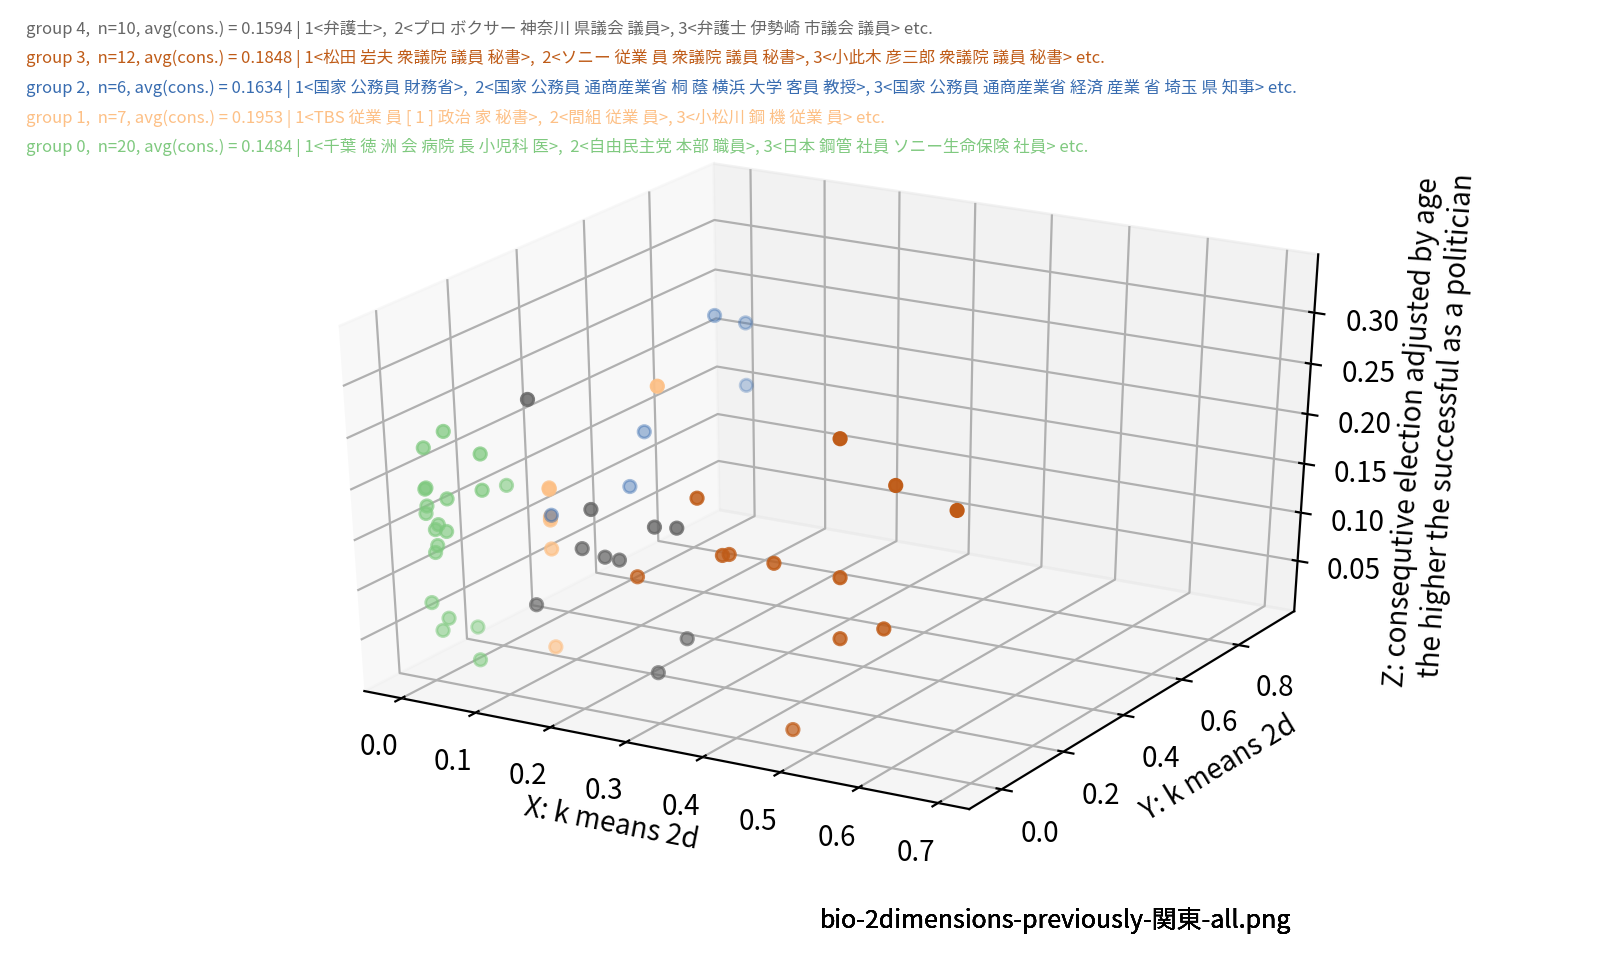 group 4,  n=10, avg(cons.) = 0.1594 | 1<弁護士>,  2<プロ ボクサー 神奈川 県議会 議員>, 3<弁護士 伊勢崎 市議会 議員> etc.
group 3,  n=12, avg(cons.) = 0.1848 | 1<松田 岩夫 衆議院 議員 秘書>,  2<ソニー 従業 員 衆議院 議員 秘書>, 3<小此木 彦三郎 衆議院 議員 秘書> etc.
group 2,  n=6, avg(cons.) = 0.1634 | 1<国家 公務員 財務省>,  2<国家 公務員 通商産業省 桐 蔭 横浜 大学 客員 教授>, 3<国家 公務員 通商産業省 経済 産業 省 埼玉 県 知事> etc.
group 1,  n=7, avg(cons.) = 0.1953 | 1<TBS 従業 員 [ 1 ] 政治 家 秘書>,  2<間組 従業 員>, 3<小松川 鋼 機 従業 員> etc.
group 0,  n=20, avg(cons.) = 0.1484 | 1<千葉 徳 洲 会 病院 長 小児科 医>,  2<自由民主党 本部 職員>, 3<日本 鋼管 社員 ソニー生命保険 社員> etc.
Z: consequtive election adjusted by age
the higher the successful as a politician
0.30
0.25
0.20
0.15
0.10
0.05
0.8
0.6
0.4
0.2
0.0
Y: k means 2d
0.0
0.1
0.2
0.3
0.4
0.5
0.6
0.7
X: k means 2d
bio-2dimensions-previously-関東-all.png